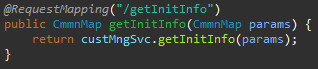 @RequestMapping("/getInitInfo")
public CmmnMap getInitInfo(CmmnMap params) {
    return custMngSvc.getInitInfo(params);
}